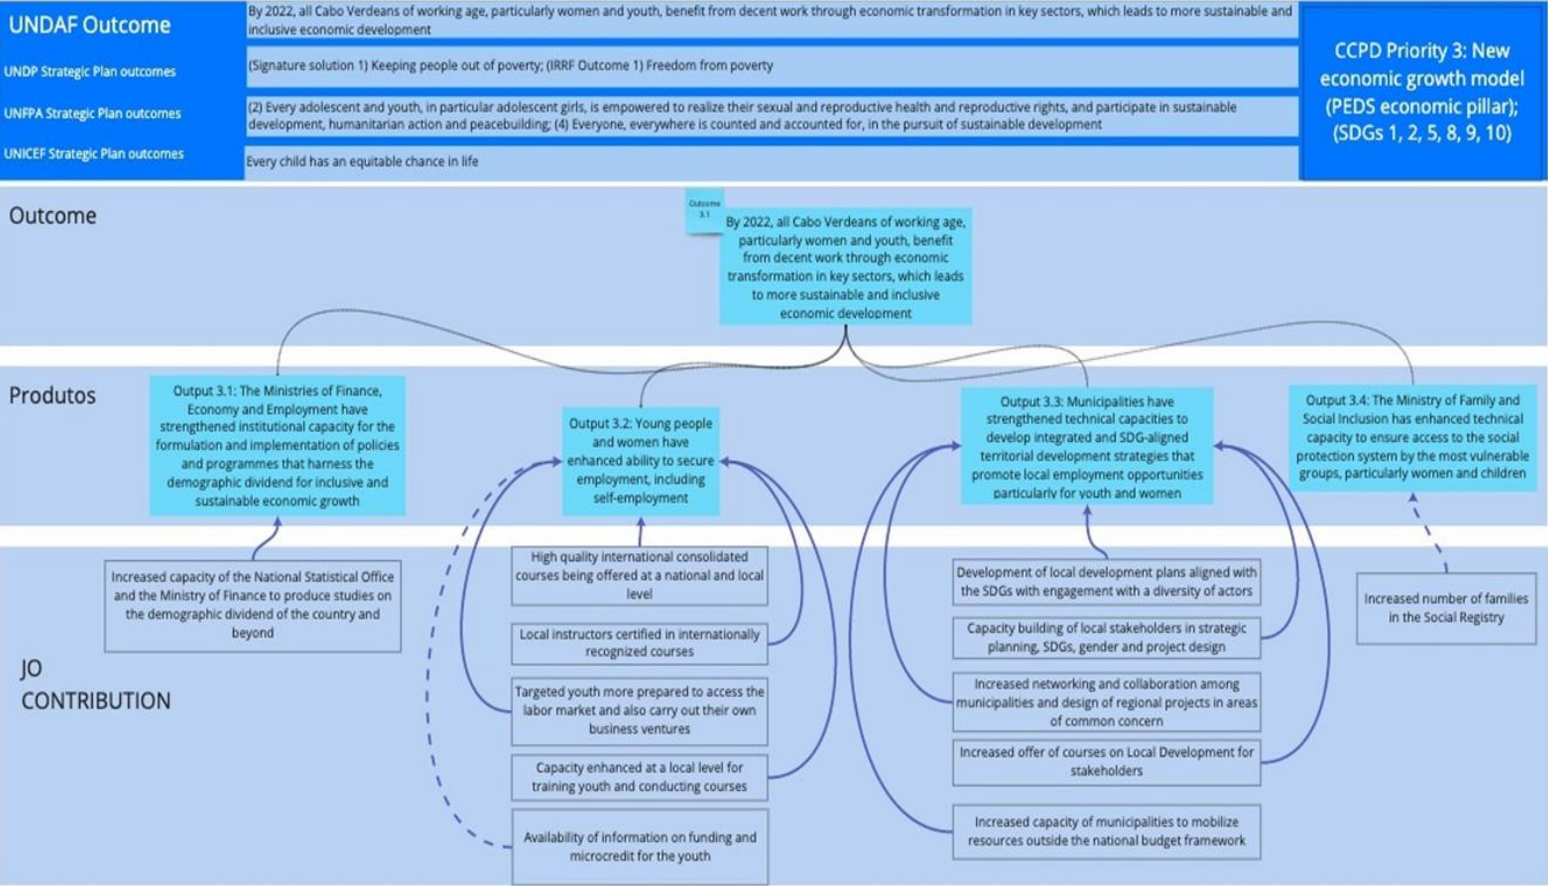 UNDAF Outcome
By 2022, all Cabo Verdeans of working age, particularly women and youth, benefit from decent work through economic transformation in key sectors, which leads to more sustainable and
inclusive economic development
UNDP Strategic Plan outcomes
(Signature solution 1) Keeping people out of poverty; (IRRF Outcome 1) Freedom from poverty
UNFPA Strategic Plan outcomes
(2) Every adolescent and youth, in particular adolescent girls, is empowered to realize their sexual and reproductive health and reproductive rights, and participate in sustainable
development, humanitarian action and peacebuilding; (4) Everyone, everywhere is counted and accounted for, in the pursuit of sustainable development
UNICEF Strategic Plan outcomes
Every child has an equitable chance in life
CCPD Priority 3: New
economic growth model
(PEDS economic pillar);
(SDGs 1, 2, 5, 8, 9, 10)
Outcome
Outcome
3.1
By 2022, all Cabo Verdeans of working age,
particularly women and youth, benefit
from decent work through economic
transformation in key sectors, which leads
to more sustainable and inclusive
economic development
Produtos
Output 3.1: The Ministries of Finance,
Economy and Employment have
strengthened institutional capacity for the
formulation and implementation of policies
and programmes that harness the
demographic dividend for inclusive and
sustainable economic growth
Output 3.2: Young people
and women have
enhanced ability to secure
employment, including
self-employment
Output 3.3: Municipalities have
strengthened technical capacities to
develop integrated and SDG-aligned
territorial development strategies that
promote local employment opportunities
particularly for youth and women
Output 3.4: The Ministry of Family and
Social Inclusion has enhanced technical
capacity to ensure access to the social
protection system by the most vulnerable
groups, particularly women and children
JO
CONTRIBUTION
Increased capacity of the National Statistical Office
and the Ministry of Finance to produce studies on
the demographic dividend of the country and
beyond
High quality international consolidated
courses being offered at a national and local
level
Local instructors certified in internationally
recognized courses
Targeted youth more prepared to access the
labor market and also carry out their own
business ventures
Capacity enhanced at a local level for
training youth and conducting courses
Availability of information on funding and
microcredit for the youth
Development of local development plans aligned with
the SDGs with engagement with a diversity of actors
Capacity building of local stakeholders in strategic
planning, SDGs, gender and project design
Increased networking and collaboration among
municipalities and design of regional projects in areas
of common concern
Increased offer of courses on Local Development for
stakeholders
Increased capacity of municipalities to mobilize
resources outside the national budget framework
Increased number of families
in the Social Registry